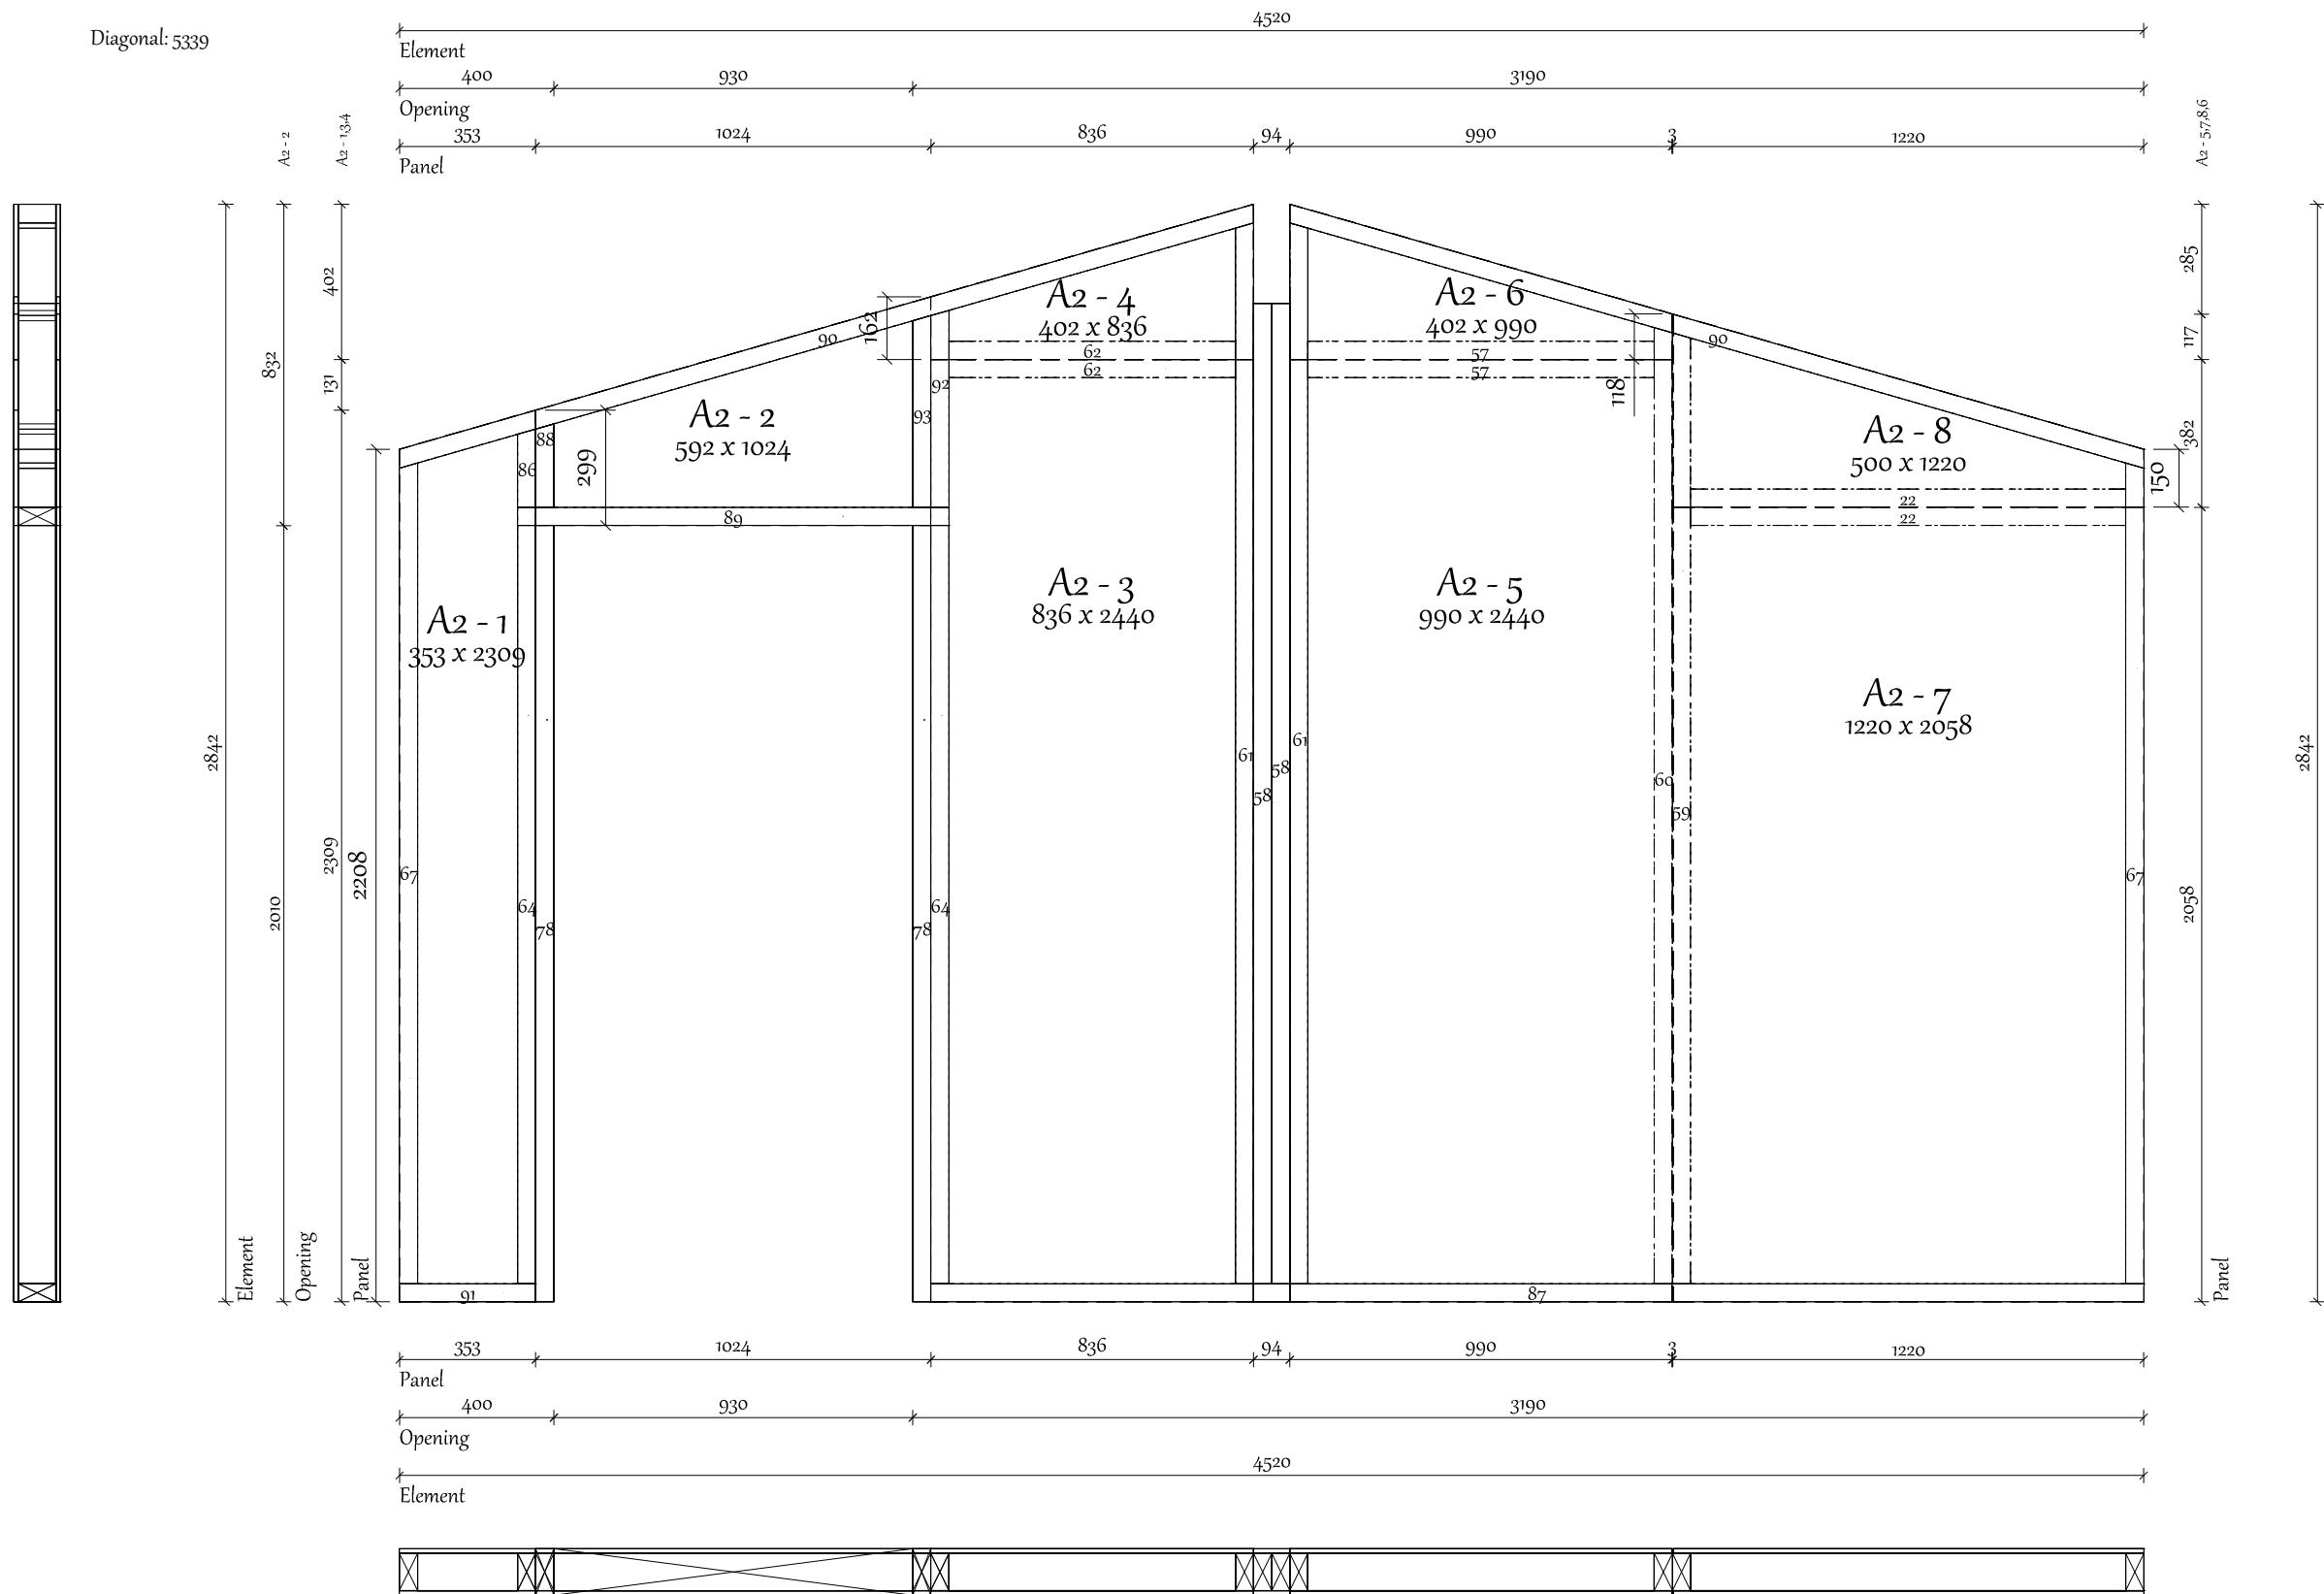 4520
Diagonal: 5339
Element
400 930 3190
Opening
353 1024 836 94 990 3 1220
Panel
A2 - 2
A2 - 1,3,4
A2 - 5,7,8,6
832
2010
2842
402
131
2309
2208
Element
Opening
Panel
285
117
382
2058
150
2842
Panel
A2 - 4
402 x 836
A2 - 6
402 x 990
162
90
90
62
62
57
57
118
92
93
A2 - 2
592 x 1024
88
86
299
89
A2 - 8
500 x 1220
22
22
A2 - 1
353 x 2309
A2 - 3
836 x 2440
A2 - 5
990 x 2440
A2 - 7
1220 x 2058
61
58
58
61
60
59
67
67
64
78
78
64
91
87
353 1024 836 94 990 3 1220
Panel
400 930 3190
Opening
4520
Element